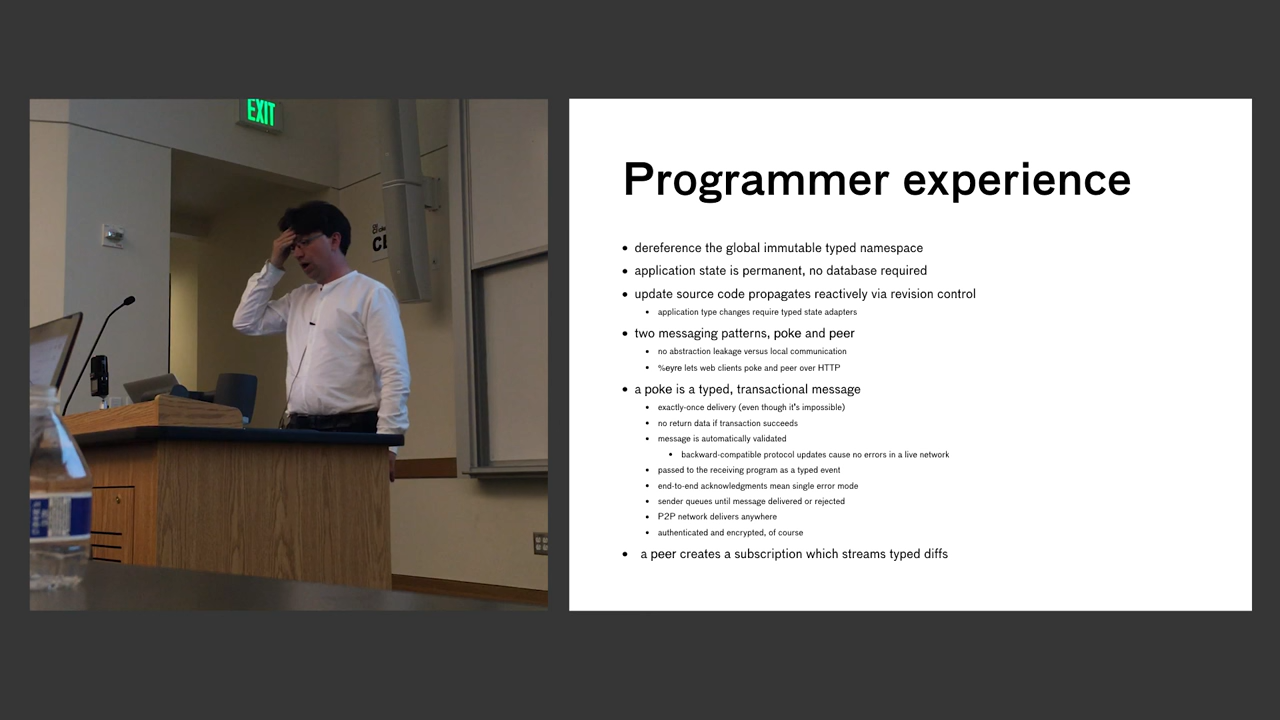 EXIT
Programmer experience
• dereference the global immutable typed namespace
• application state is permanent, no database required
• update source code propagates reactively via revision control
• application type changes require typed state adapters
• two messaging patterns, poke and peer
• no abstraction leakage versus local communication
• %eyre lets web clients poke and peer over HTTP
• a poke is a typed, transactional message
• exactly-once delivery (even though it's impossible)
• no return data if transaction succeeds
• message is automatically validated
• backward-compatible protocol updates cause no errors in a live network
• passed to the receiving program as a typed event
• end-to-end acknowledgments mean single error mode
• sender queues until message delivered or rejected
• P2P network delivers anywhere
• authenticated and encrypted, of course
• a peer creates a subscription which streams typed diffs